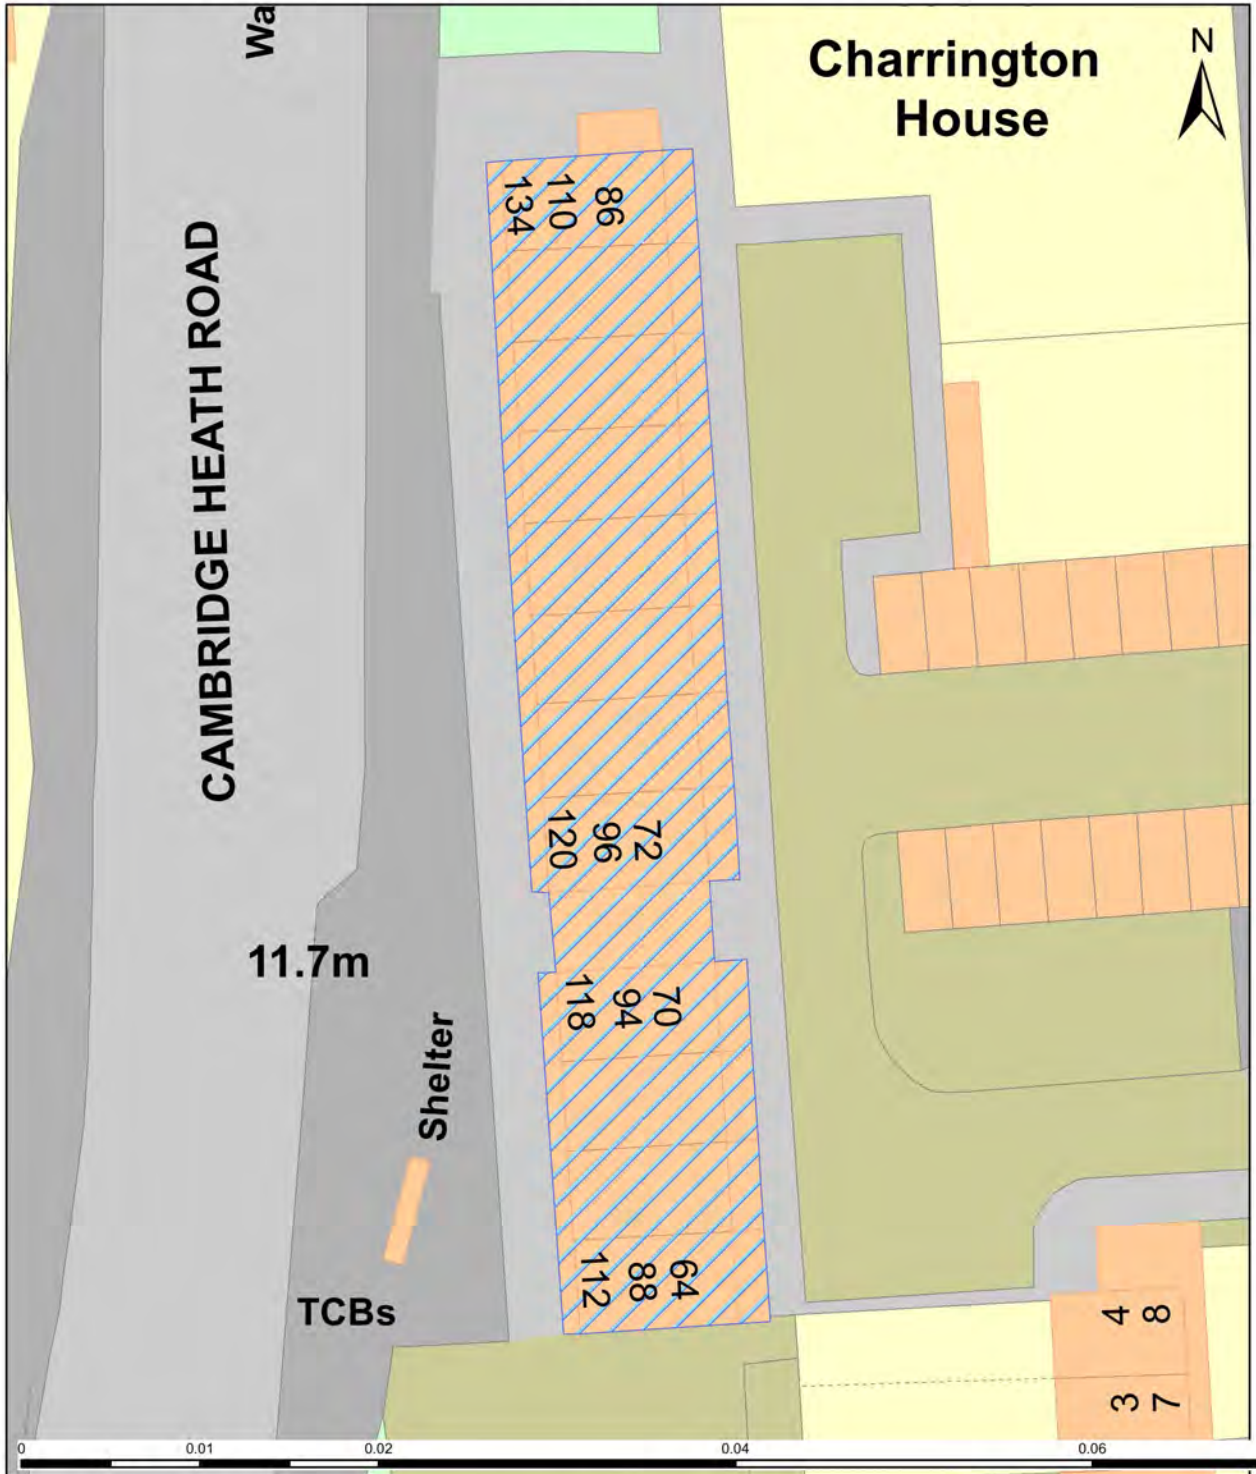 Wa
Charrington
House
N
134 110 86
CAMBRIDGE HEATH ROAD
120 96 72
11.7m
118 94 70
Shelter
112 88 64
TCBs
4 8
3 7
0 0.01 0.02 0.04 0.06